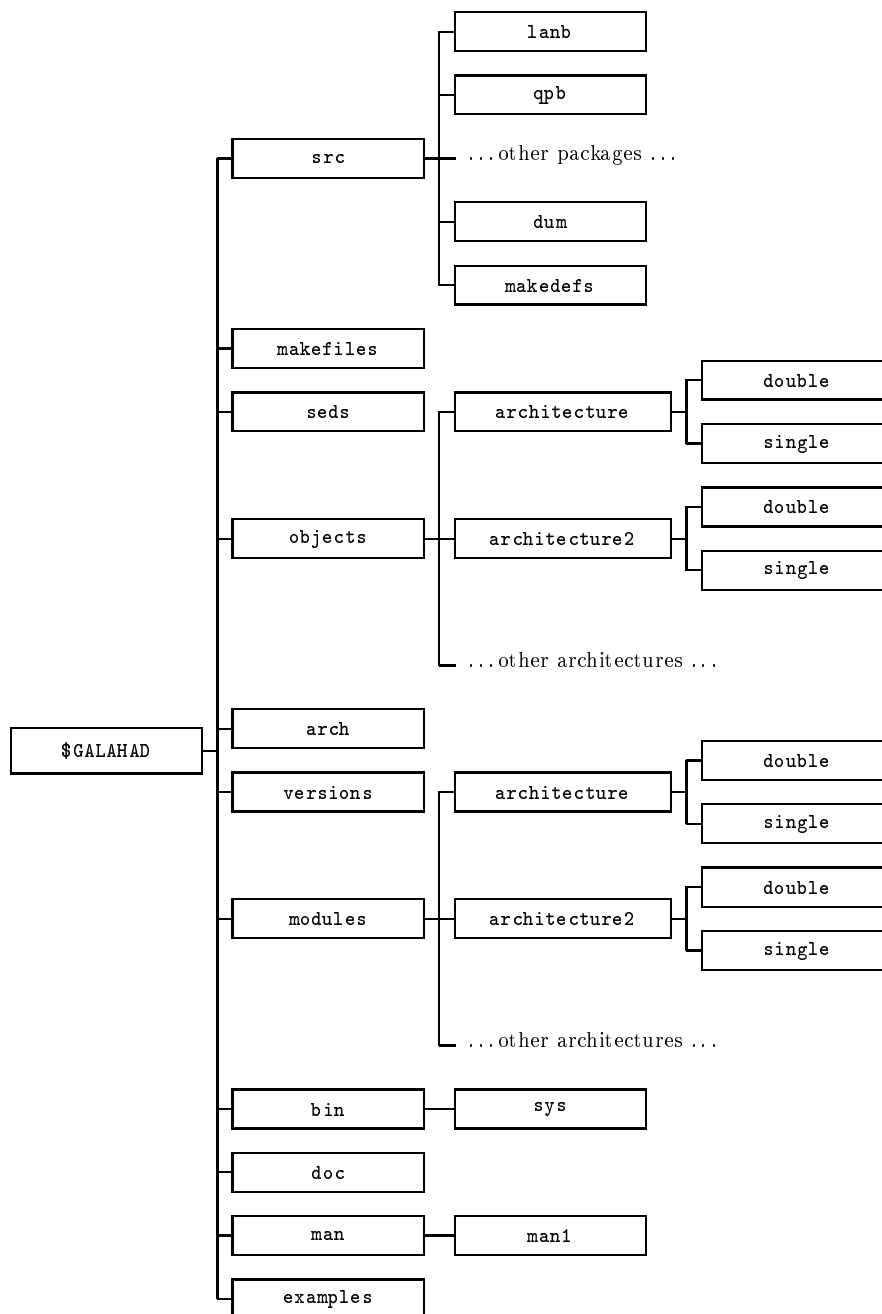 lanb
qpb
src
...other packages ...
dum
makedefs
makefiles
double
seds
architecture
single
double
objects
architecture2
single
...other architectures ...
arch
$GALAHAD
double
versions
architecture
single
double
modules
architecture2
single
...other architectures ...
bin
sys
doc
man
man1
examples